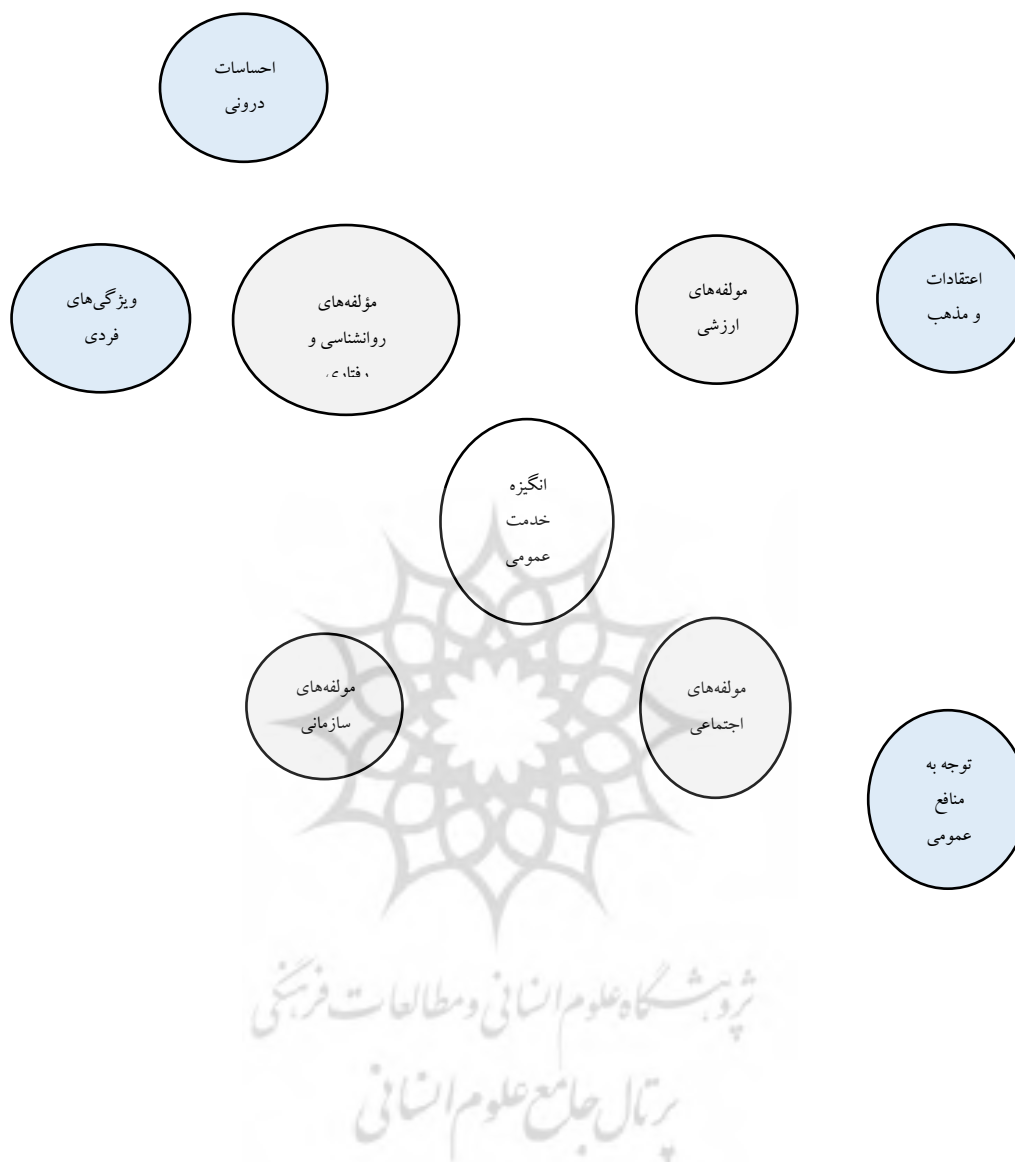 احساسات
درونی
اعتقادات
و مذهب
مولفه‌های
ارزشی
مؤلفه‌های
روانشناسی و
رفتاری
ویژگی‌های
فردی
انگیزه
خدمت
عمومی
مولفه‌های
اجتماعی
مولفه‌های
سازمانی
توجه به
منافع
عمومی
پژوهشگاه علوم انسانی و مطالعات فرهنگی
پرتال جامع علوم انسانی